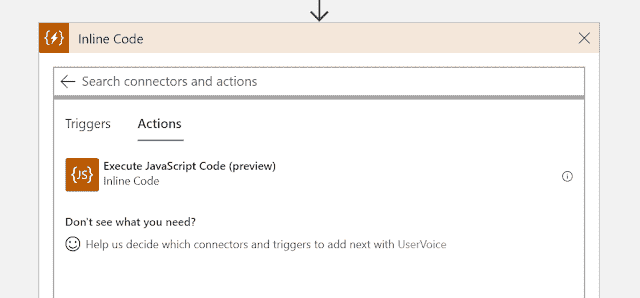 Inline Code
Search connectors and actions
Triggers Actions
{JS}
Execute JavaScript Code (preview)
Inline Code
Don't see what you need?
Help us decide which connectors and triggers to add next with UserVoice